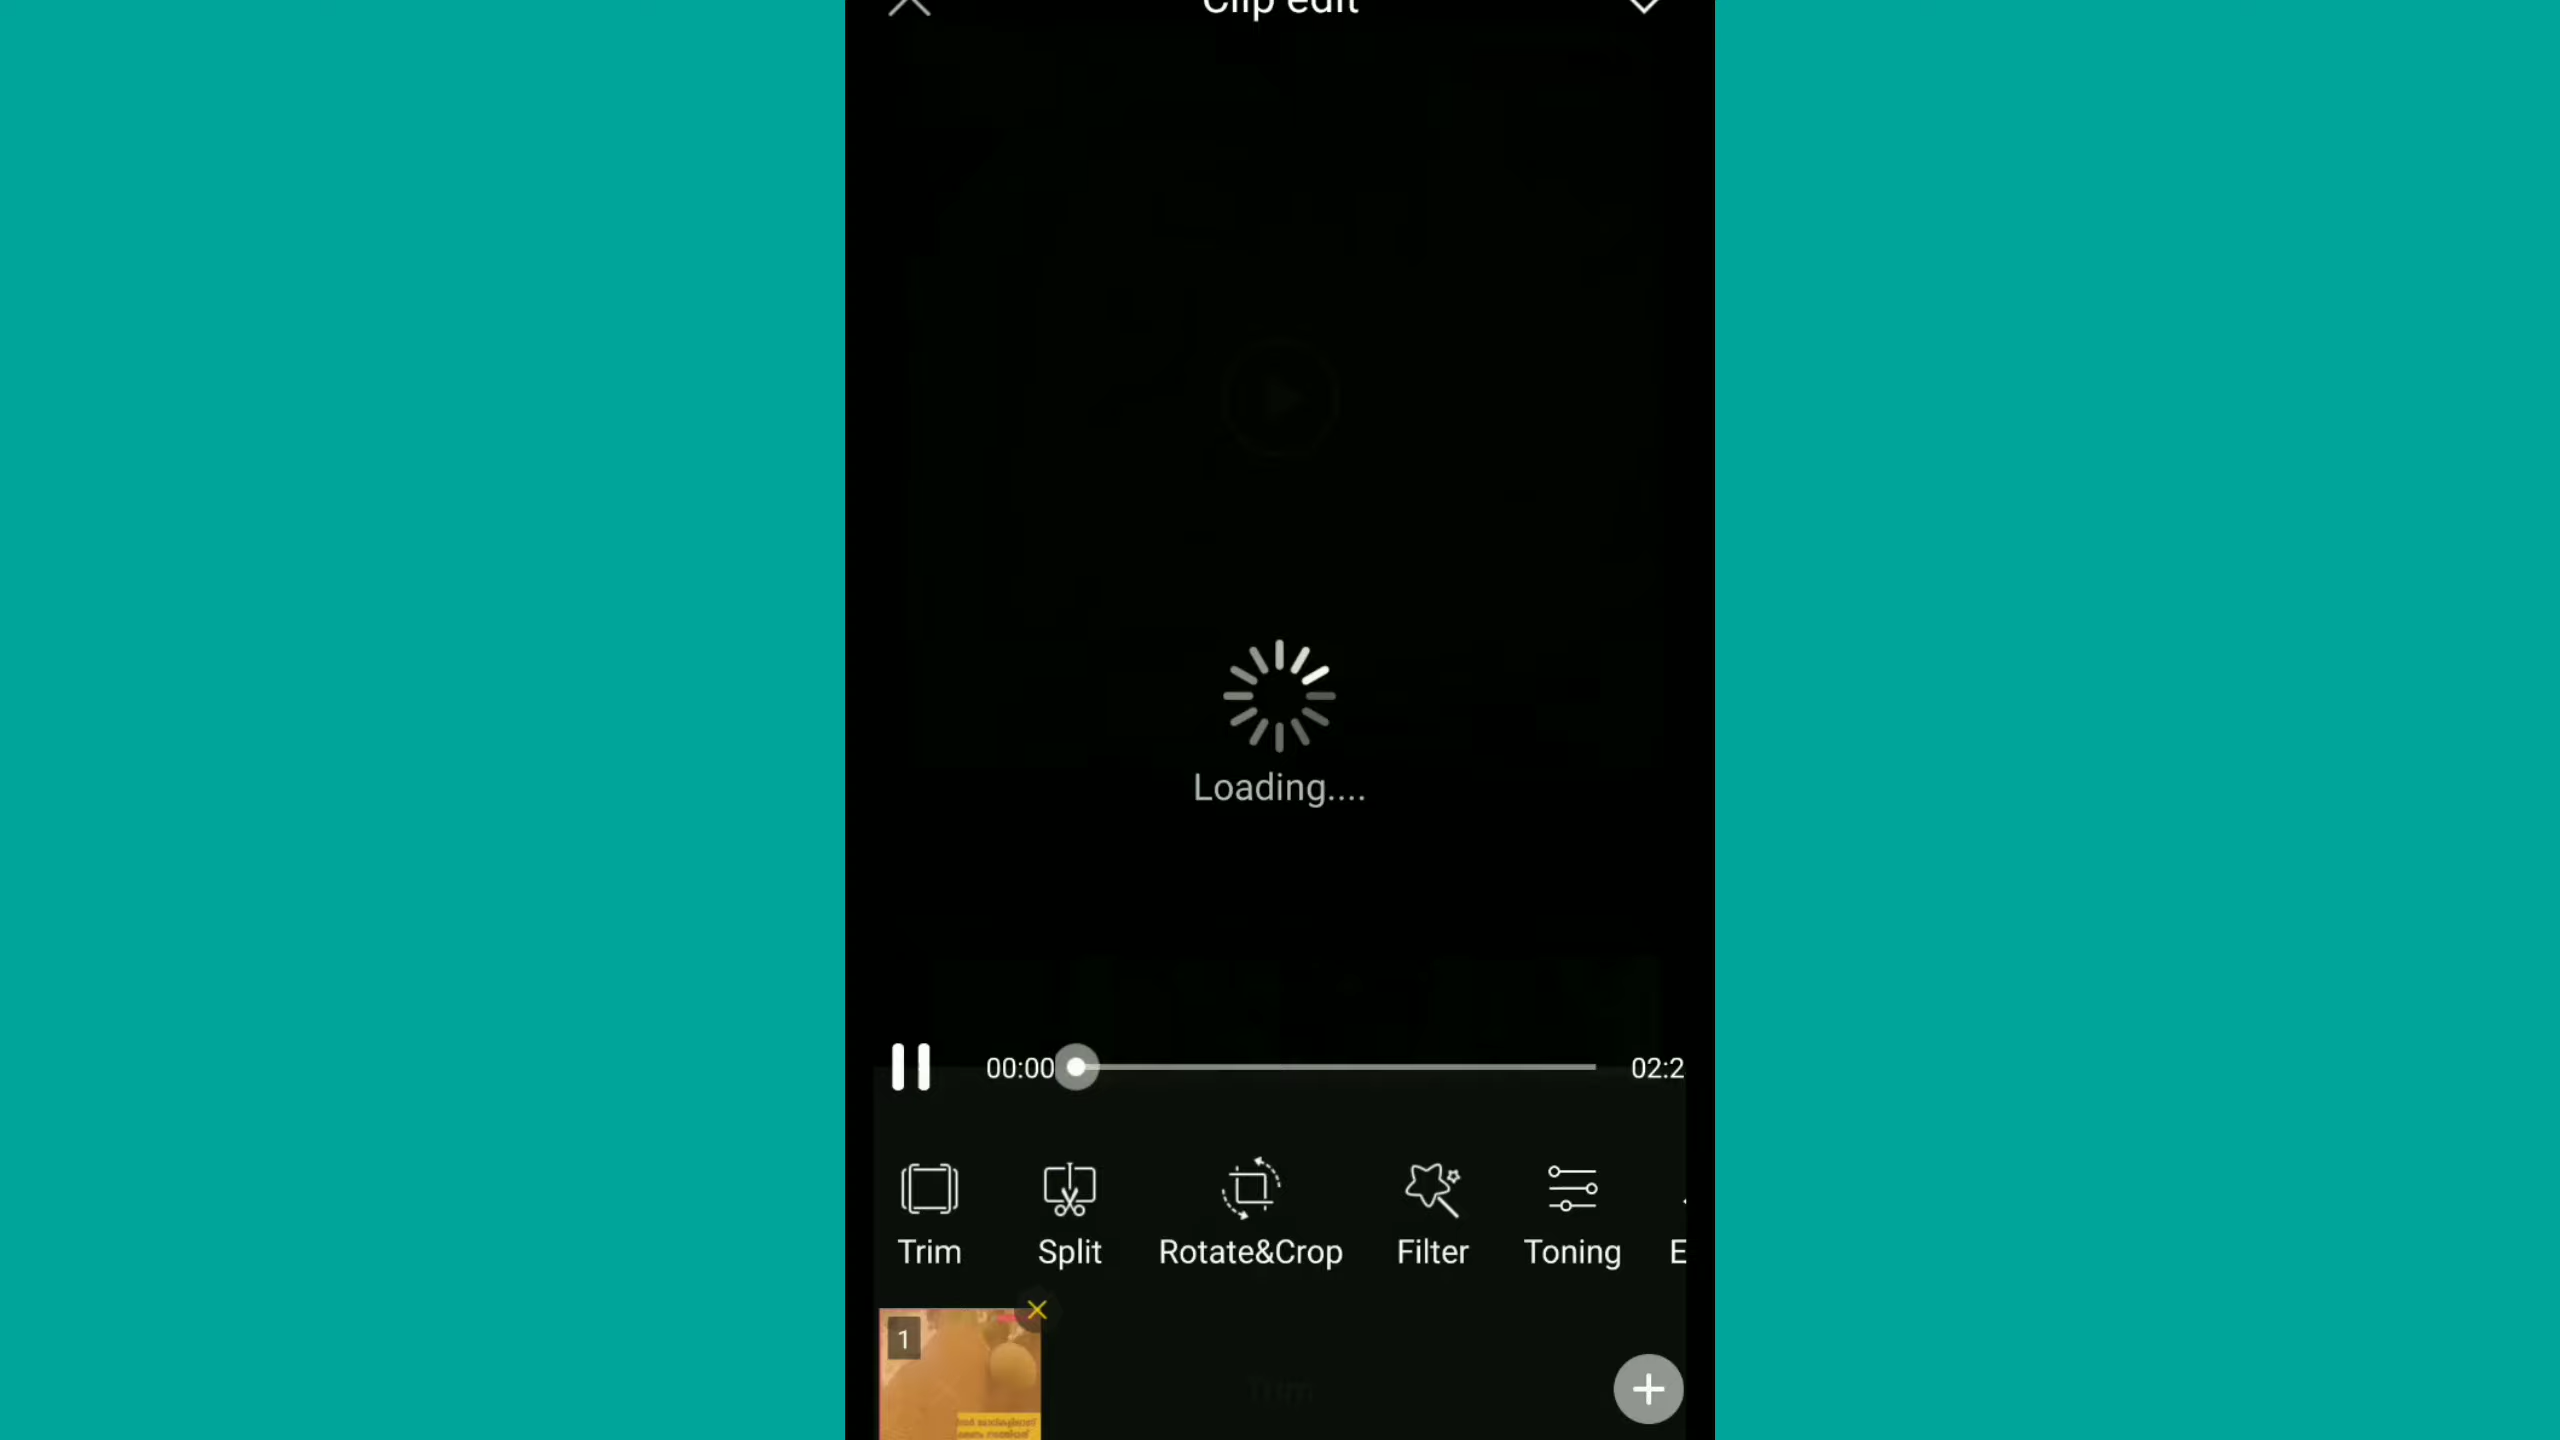 Clip edit
Loading....
00:00
02:2
Trim
Split
Rotate&Crop
Filter
Toning
E
1